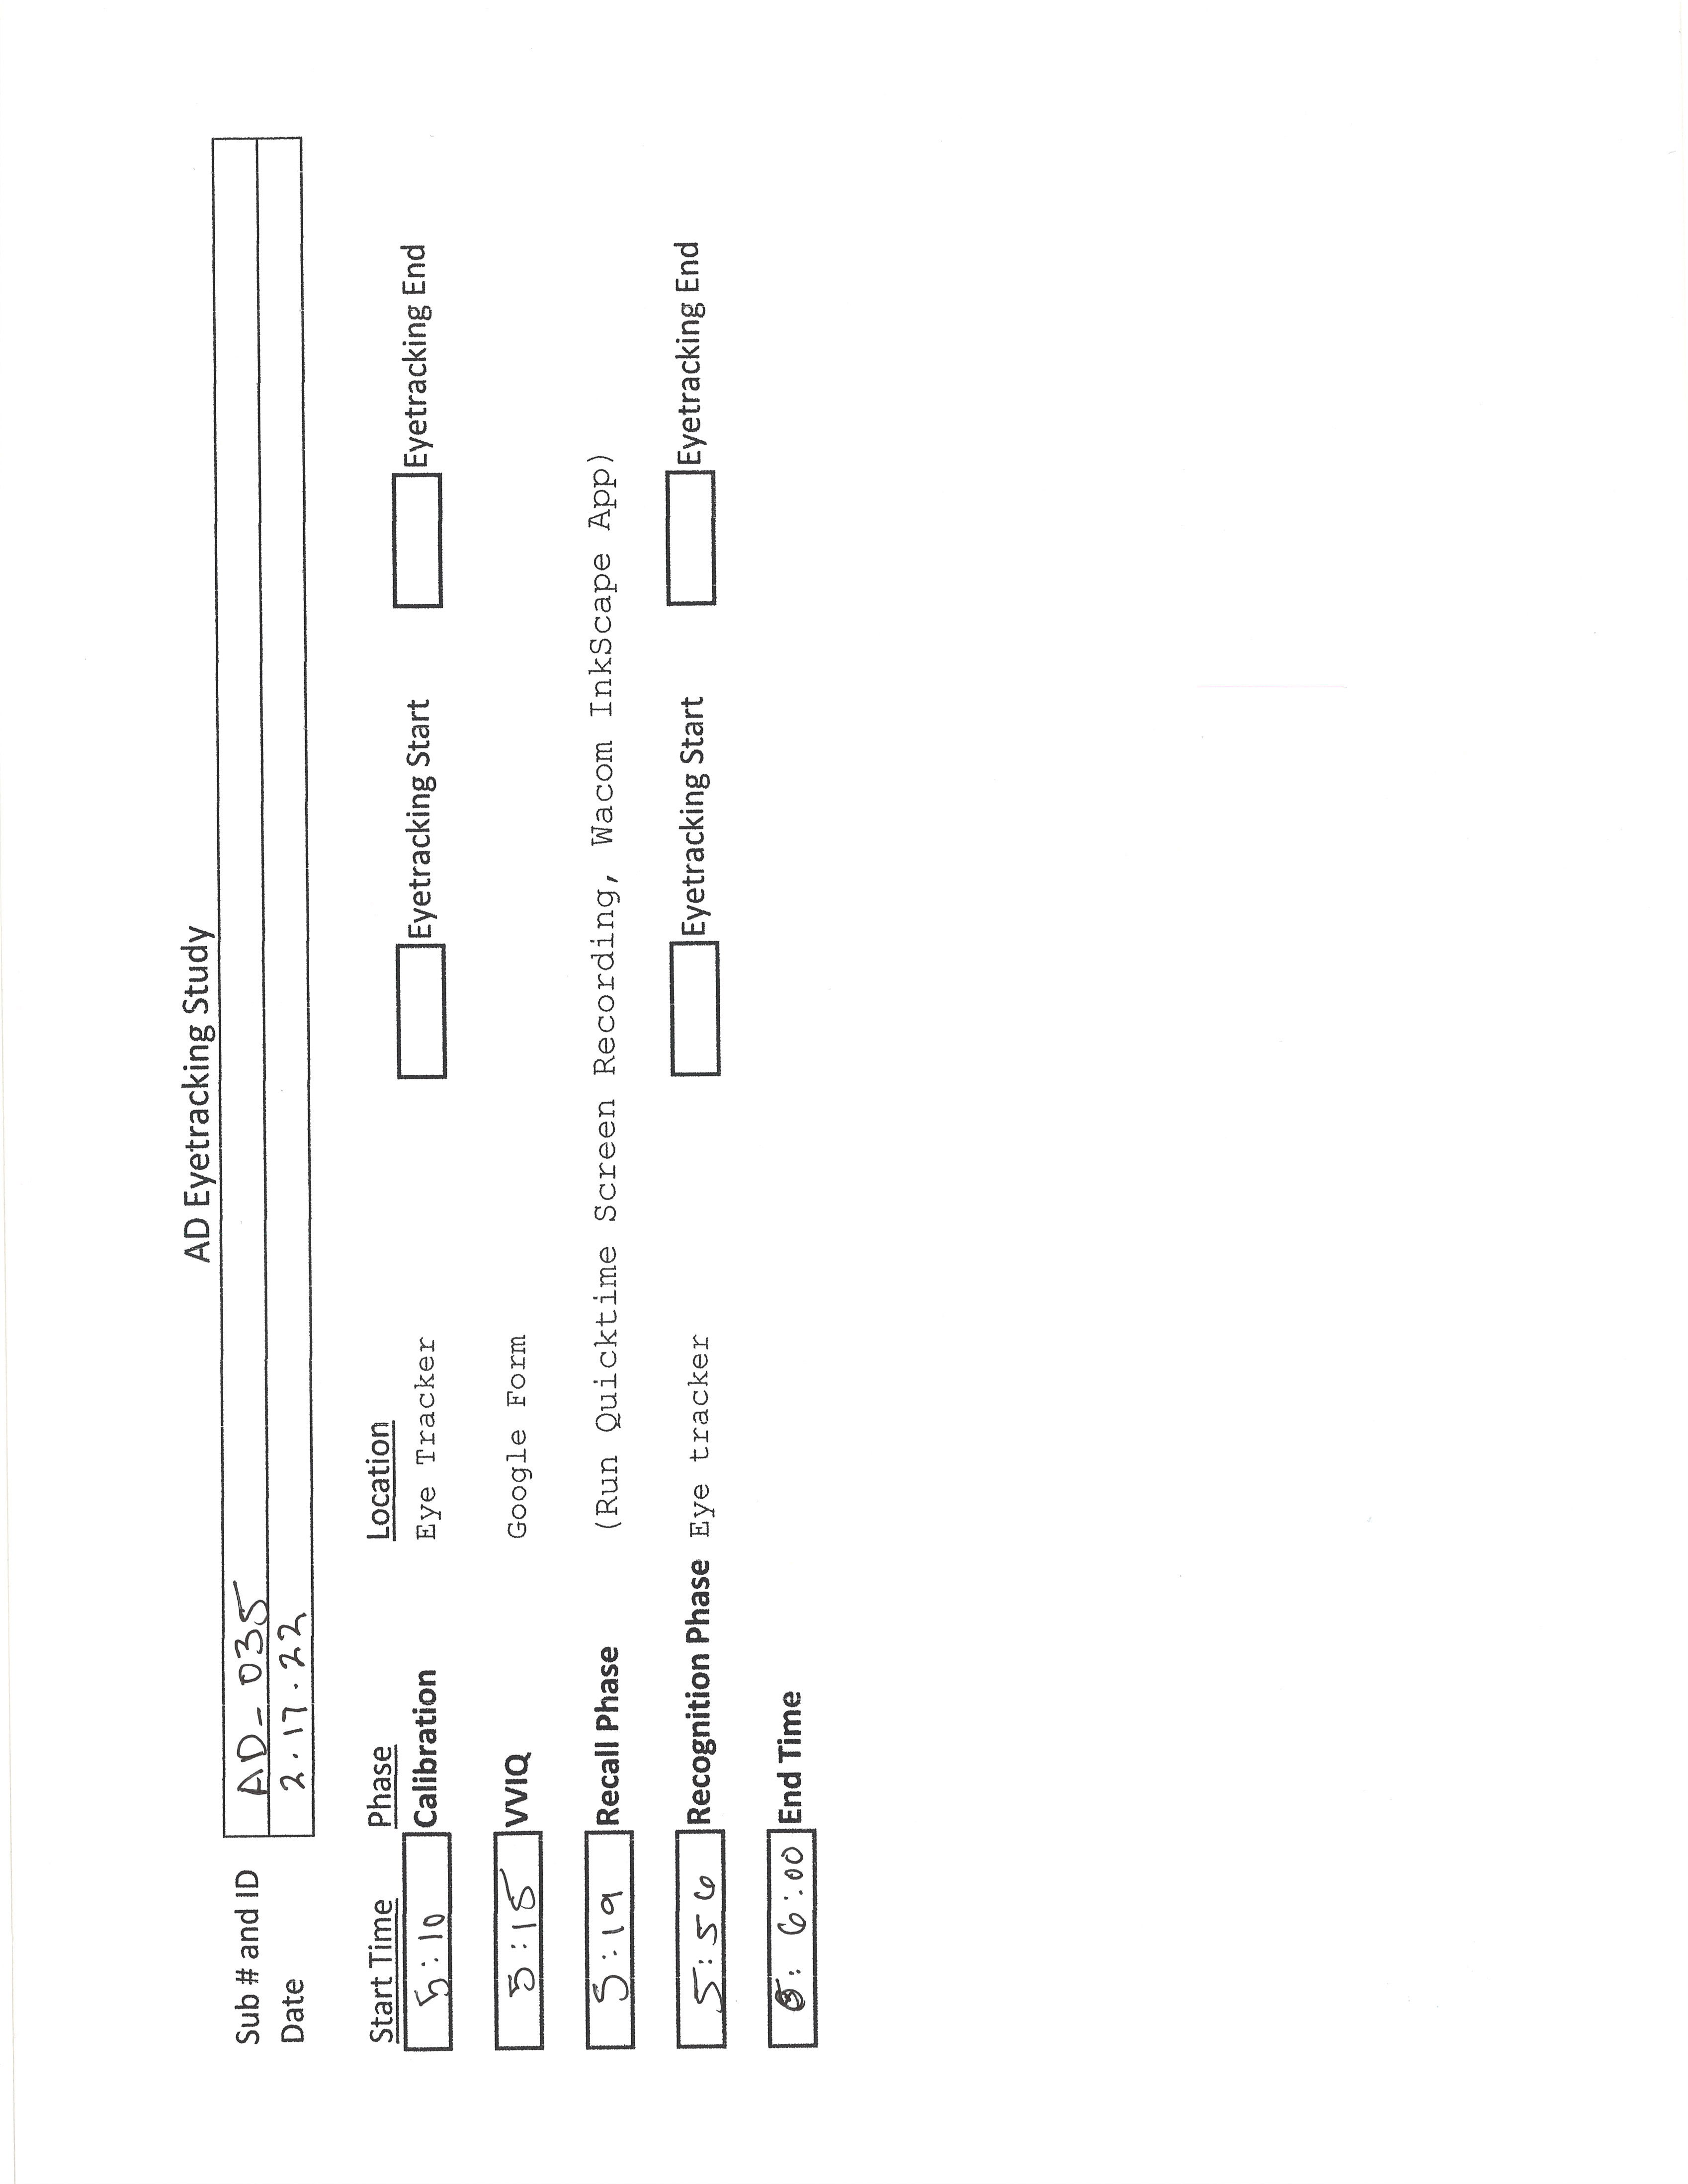 AD Eyetracking Study
Sub # and ID AD_035
Date 2.17.22
Start Time Phase Location
5:10 Calibration Eye Tracker Eyetracking Start Eyetracking End
5:15 VVIQ Google Form
5:19 Recall Phase (Run Quicktime Screen Recording, Wacom InkScape App)
5:56 Recognition Phase Eye tracker Eyetracking Start Eyetracking End
6:00 End Time